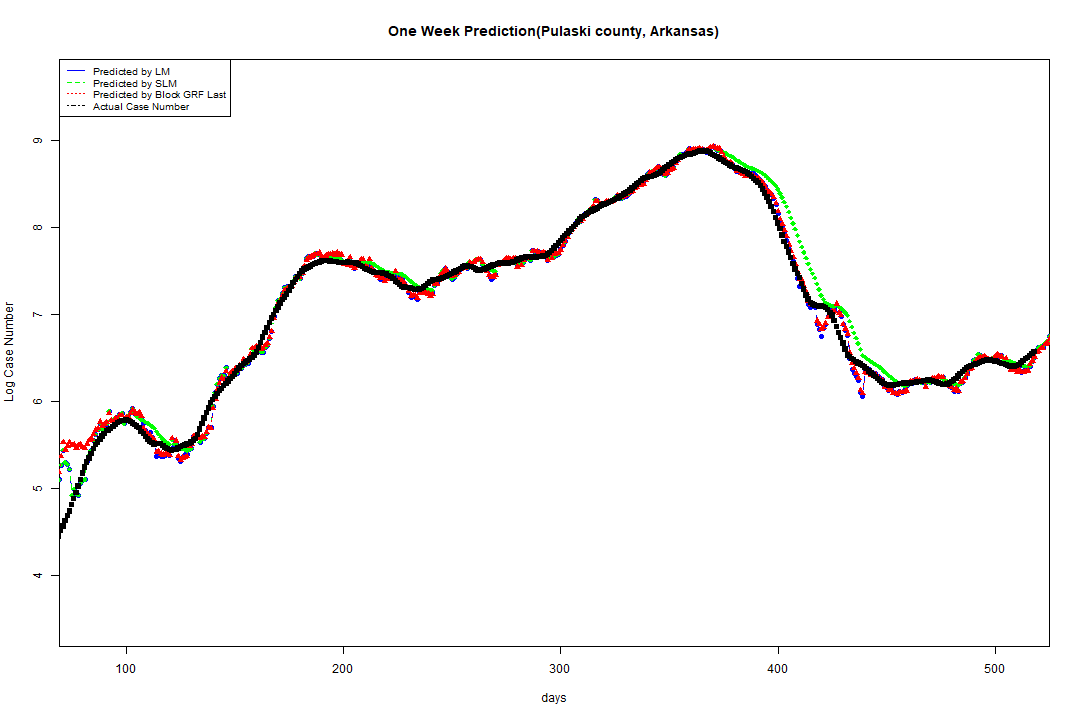 One Week Prediction(Pulaski county, Arkansas)
Predicted by LM
Predicted by SLM
Predicted by Block GRF Last
Actual Case Number
9
8
7
6
5
4
Log Case Number
100 200 300 400 500
days